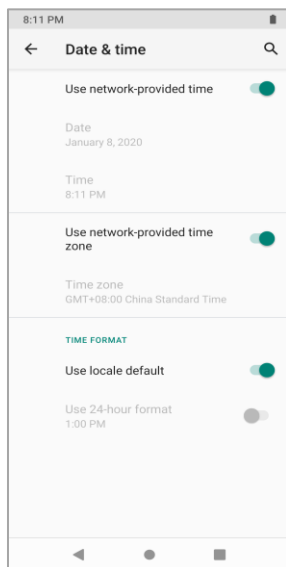 8:11 PM
Date & time
Use network-provided time
Date
January 8, 2020
Time
8:11 PM
Use network-provided time
zone
Time zone
GMT+08:00 China Standard Time
TIME FORMAT
Use locale default
Use 24-hour format
1:00 PM